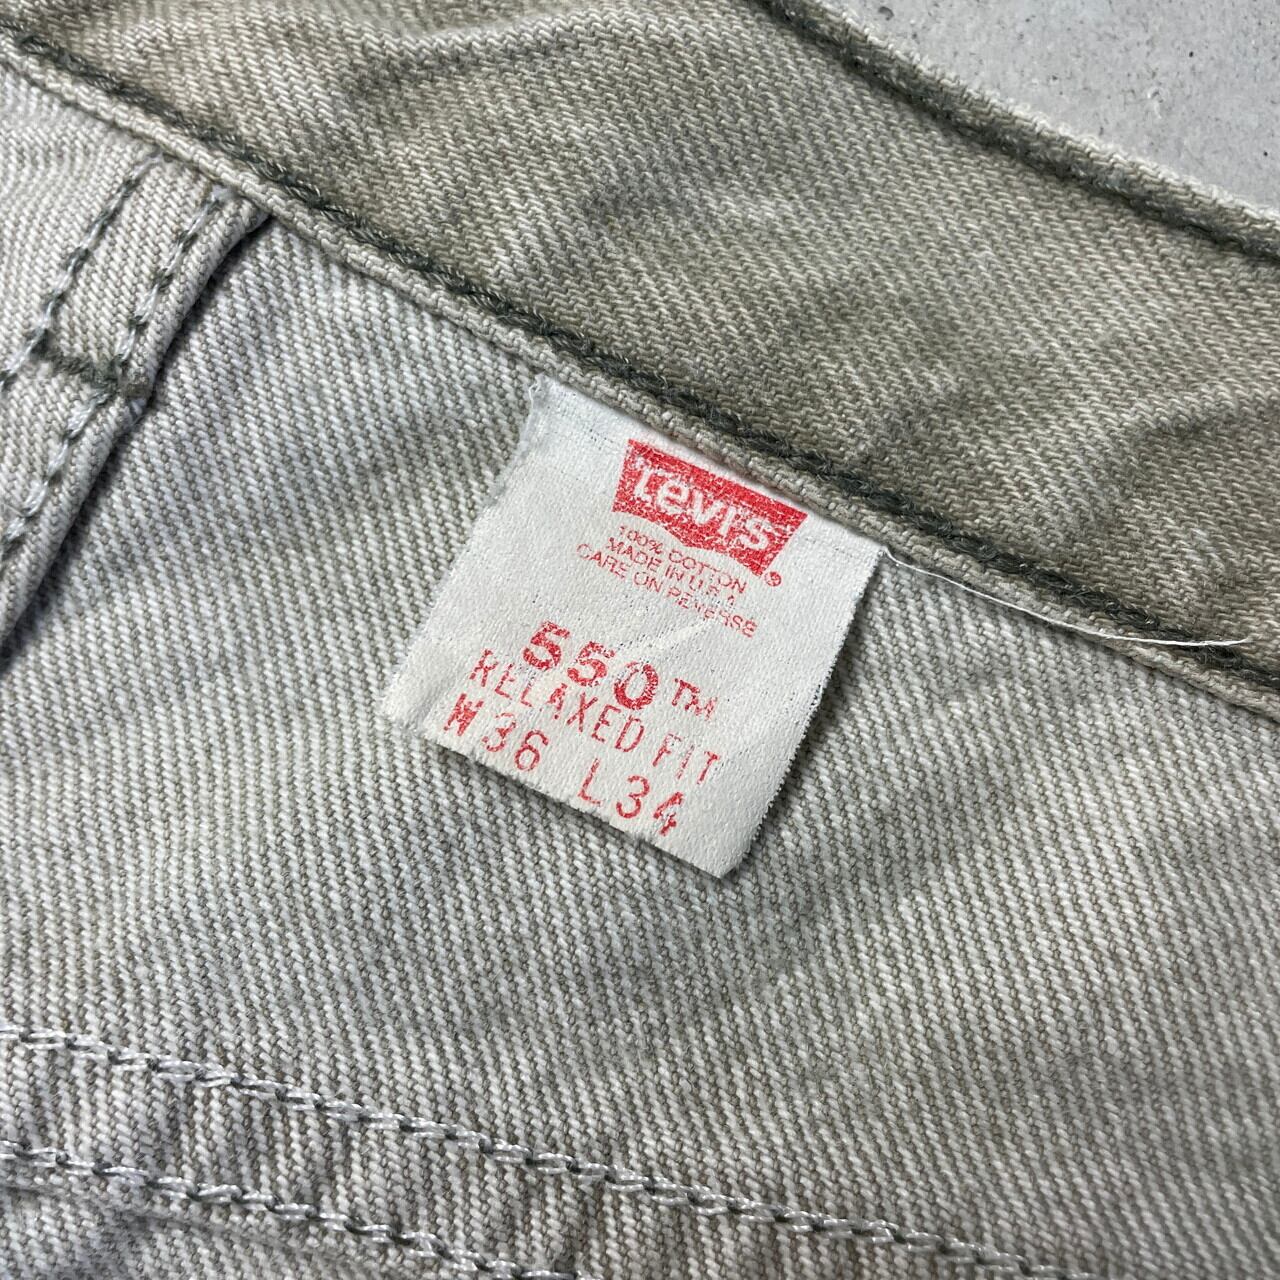 Levi's
100% COTTON
MADE IN U.S.A.
CARE ON REVERSE
550™
RELAXED FIT
W36 L34